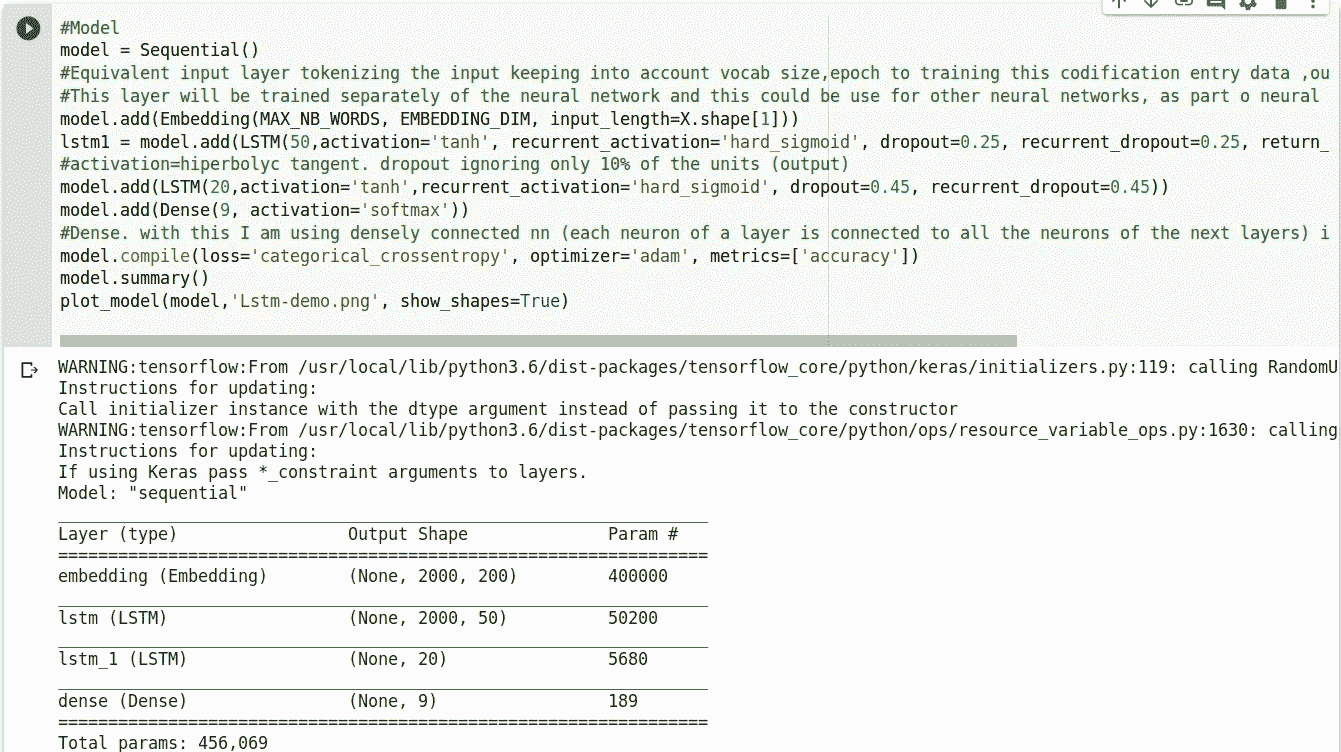 #Model
model = Sequential()
#Equivalent input layer tokenizing the input keeping into account vocab size,epoch to training this codification entry data ,ou
#This layer will be trained separately of the neural network and this could be use for other neural networks, as part o neural
model.add(Embedding(MAX_NB_WORDS, EMBEDDING_DIM, input_length=X.shape[1]))
lstm1 = model.add(LSTM(50,activation='tanh', recurrent_activation='hard_sigmoid', dropout=0.25, recurrent_dropout=0.25, return_
#activation=hiperbolyc tangent. dropout ignoring only 10% of the units (output)
model.add(LSTM(20,activation='tanh',recurrent_activation='hard_sigmoid', dropout=0.45, recurrent_dropout=0.45))
model.add(Dense(9, activation='softmax'))
#Dense. with this I am using densely connected nn (each neuron of a layer is connected to all the neurons of the next layers) i
model.compile(loss='categorical_crossentropy', optimizer='adam', metrics=['accuracy'])
model.summary()
plot_model(model,'Lstm-demo.png', show_shapes=True)
WARNING:tensorflow:From /usr/local/lib/python3.6/dist-packages/tensorflow_core/python/keras/initializers.py:119: calling RandomU
Instructions for updating:
Call initializer instance with the dtype argument instead of passing it to the constructor
WARNING:tensorflow:From /usr/local/lib/python3.6/dist-packages/tensorflow_core/python/ops/resource_variable_ops.py:1630: calling
Instructions for updating:
If using Keras pass *_constraint arguments to layers.
Model: "sequential"
Layer (type) Output Shape Param #
=================================================================
embedding (Embedding) (None, 2000, 200) 400000
lstm (LSTM) (None, 2000, 50) 50200
lstm_1 (LSTM) (None, 20) 5680
dense (Dense) (None, 9) 189
=================================================================
Total params: 456,069